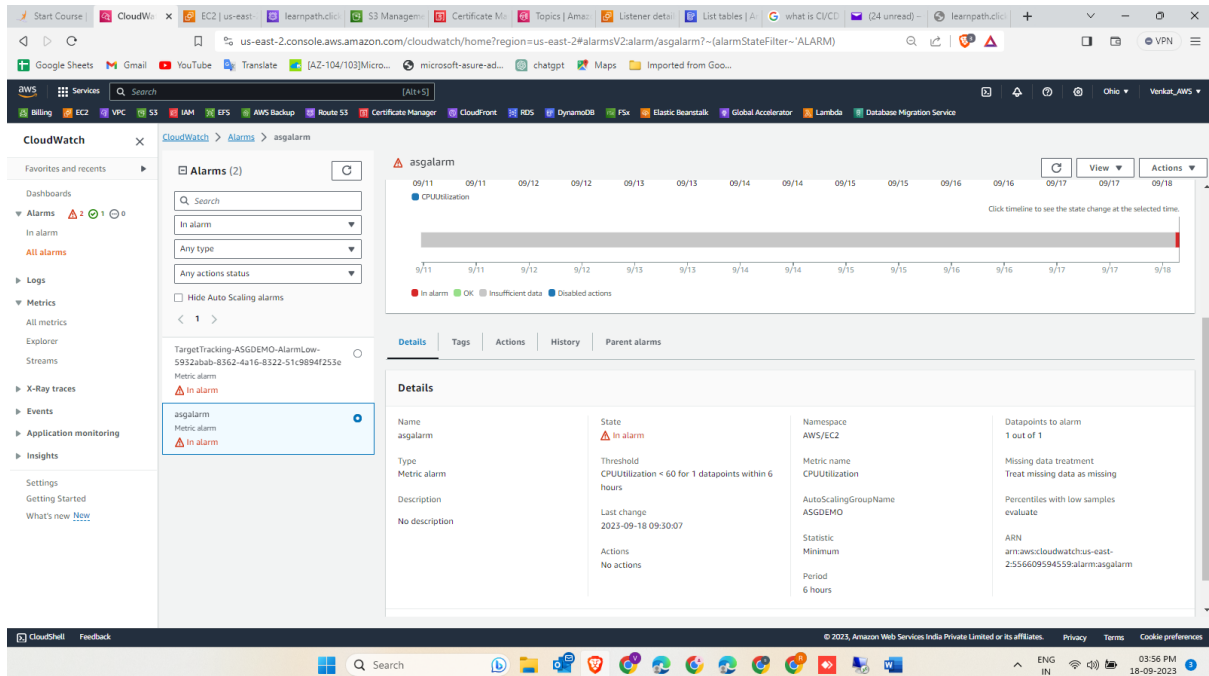 Start Course |
CloudWa
EC2 | us-east-
learnpath.click
S3 Manageme
Certificate Ma
Topics | Amaz
Listener detail
List tables | A
what is CI/CD
(24 unread) -
learnpath.clic
us-east-2.console.aws.amazon.com/cloudwatch/home?region=us-east-2#alarmsV2:alarm/asgalarm?~(alarmStateFilter~'ALARM)
VPN
Google Sheets Gmail YouTube Translate [AZ-104/103]Micro... microsoft-asure-ad... chatgpt Maps Imported from Goo...
aws Services Search [Alt+S] Ohio Venkat_AWS
Billing EC2 VPC S3 IAM EFS AWS Backup Route 53 Certificate Manager CloudFront RDS DynamoDB FSx Elastic Beanstalk Global Accelerator Lambda Database Migration Service
CloudWatch
Favorites and recents
Dashboards
Alarms 2 1 0
In alarm
All alarms
Logs
Metrics
All metrics
Explorer
Streams
X-Ray traces
Events
Application monitoring
Insights
Settings
Getting Started
What's new New
CloudWatch > Alarms > asgalarm
Alarms (2)
Search
In alarm
Any type
Any actions status
Hide Auto Scaling alarms
1
TargetTracking-ASGDEMO-AlarmLow-
5932abab-8362-4a16-8322-51c9894f253e
Metric alarm
In alarm
asgalarm
Metric alarm
In alarm
asgalarm
View
Actions
09/11 09/11 09/12 09/12 09/13 09/13 09/14 09/14 09/15 09/15 09/16 09/16 09/17 09/17 09/18
CPUUtilization
Click timeline to see the state change at the selected time.
9/11 9/11 9/12 9/12 9/13 9/13 9/14 9/14 9/15 9/15 9/16 9/16 9/17 9/17 9/18
In alarm OK Insufficient data Disabled actions
Details Tags Actions History Parent alarms
Details
Name
asgalarm
Type
Metric alarm
Description
No description
State
In alarm
Threshold
CPUUtilization < 60 for 1 datapoints within 6
hours
Last change
2023-09-18 09:30:07
Actions
No actions
Namespace
AWS/EC2
Metric name
CPUUtilization
AutoScalingGroupName
ASGDEMO
Statistic
Minimum
Period
6 hours
Datapoints to alarm
1 out of 1
Missing data treatment
Treat missing data as missing
Percentiles with low samples
evaluate
ARN
arn:aws:cloudwatch:us-east-
2:556609594559:alarm:asgalarm
CloudShell Feedback
© 2023, Amazon Web Services India Private Limited or its affiliates. Privacy Terms Cookie preferences
Search
ENG
IN
03:56 PM
18-09-2023
3